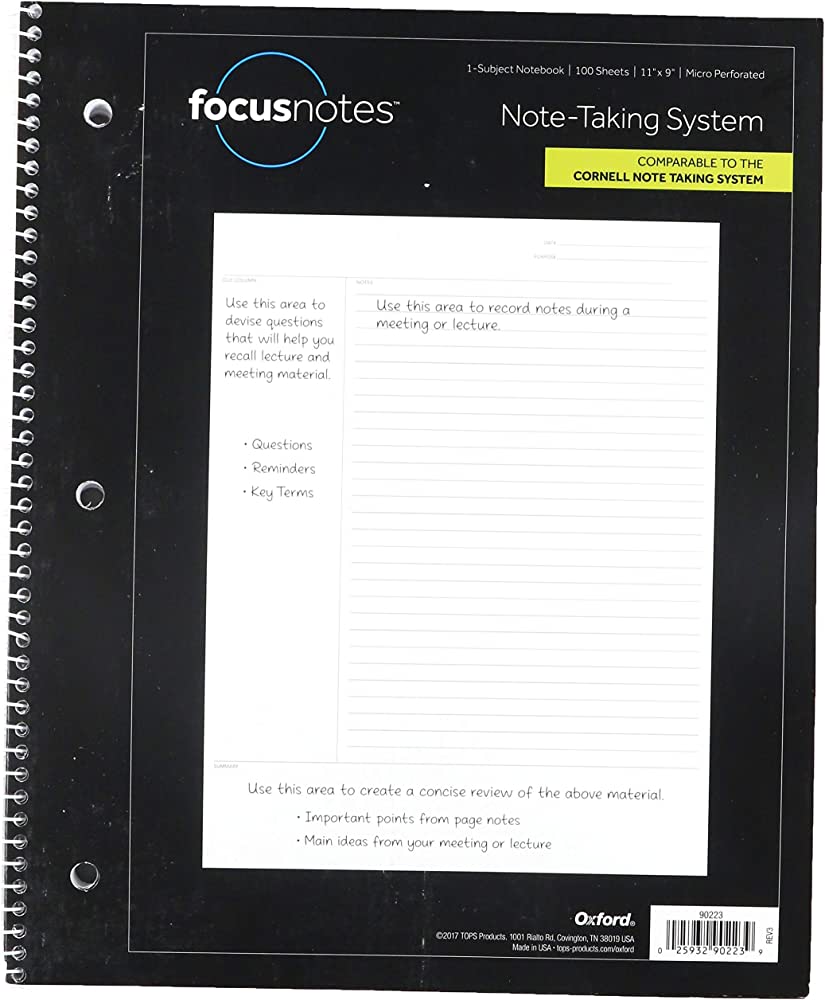 1-Subject Notebook | 100 Sheets | 11"x 9" | Micro Perforated
focusnotes™
Note-Taking System
COMPARABLE TO THE
CORNELL NOTE TAKING SYSTEM
DATE
PURPOSE
CUE COLUMN
NOTES
Use this area to
devise questions
that will help you
recall lecture and
meeting material.
• Questions
• Reminders
• Key Terms
Use this area to record notes during a
meeting or lecture.
SUMMARY
Use this area to create a concise review of the above material.
• Important points from page notes
• Main ideas from your meeting or lecture
Oxford®
©2017 TOPS Products, 1001 Rialto Rd, Covington, TN 38019 USA
Made in USA • tops-products.com/oxford
90223
0 25932 90223 9
REV3